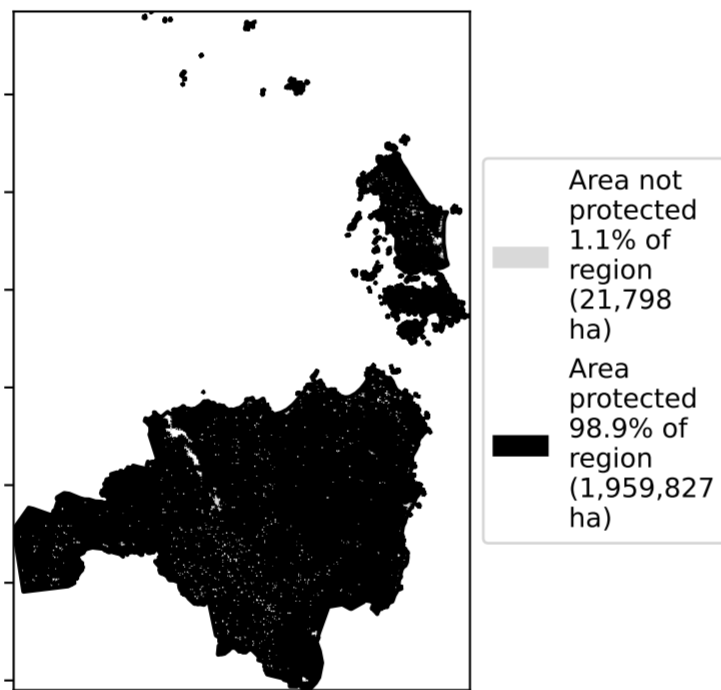 Area not
protected
1.1% of
region
(21,798
ha)
Area
protected
98.9% of
region
(1,959,827
ha)